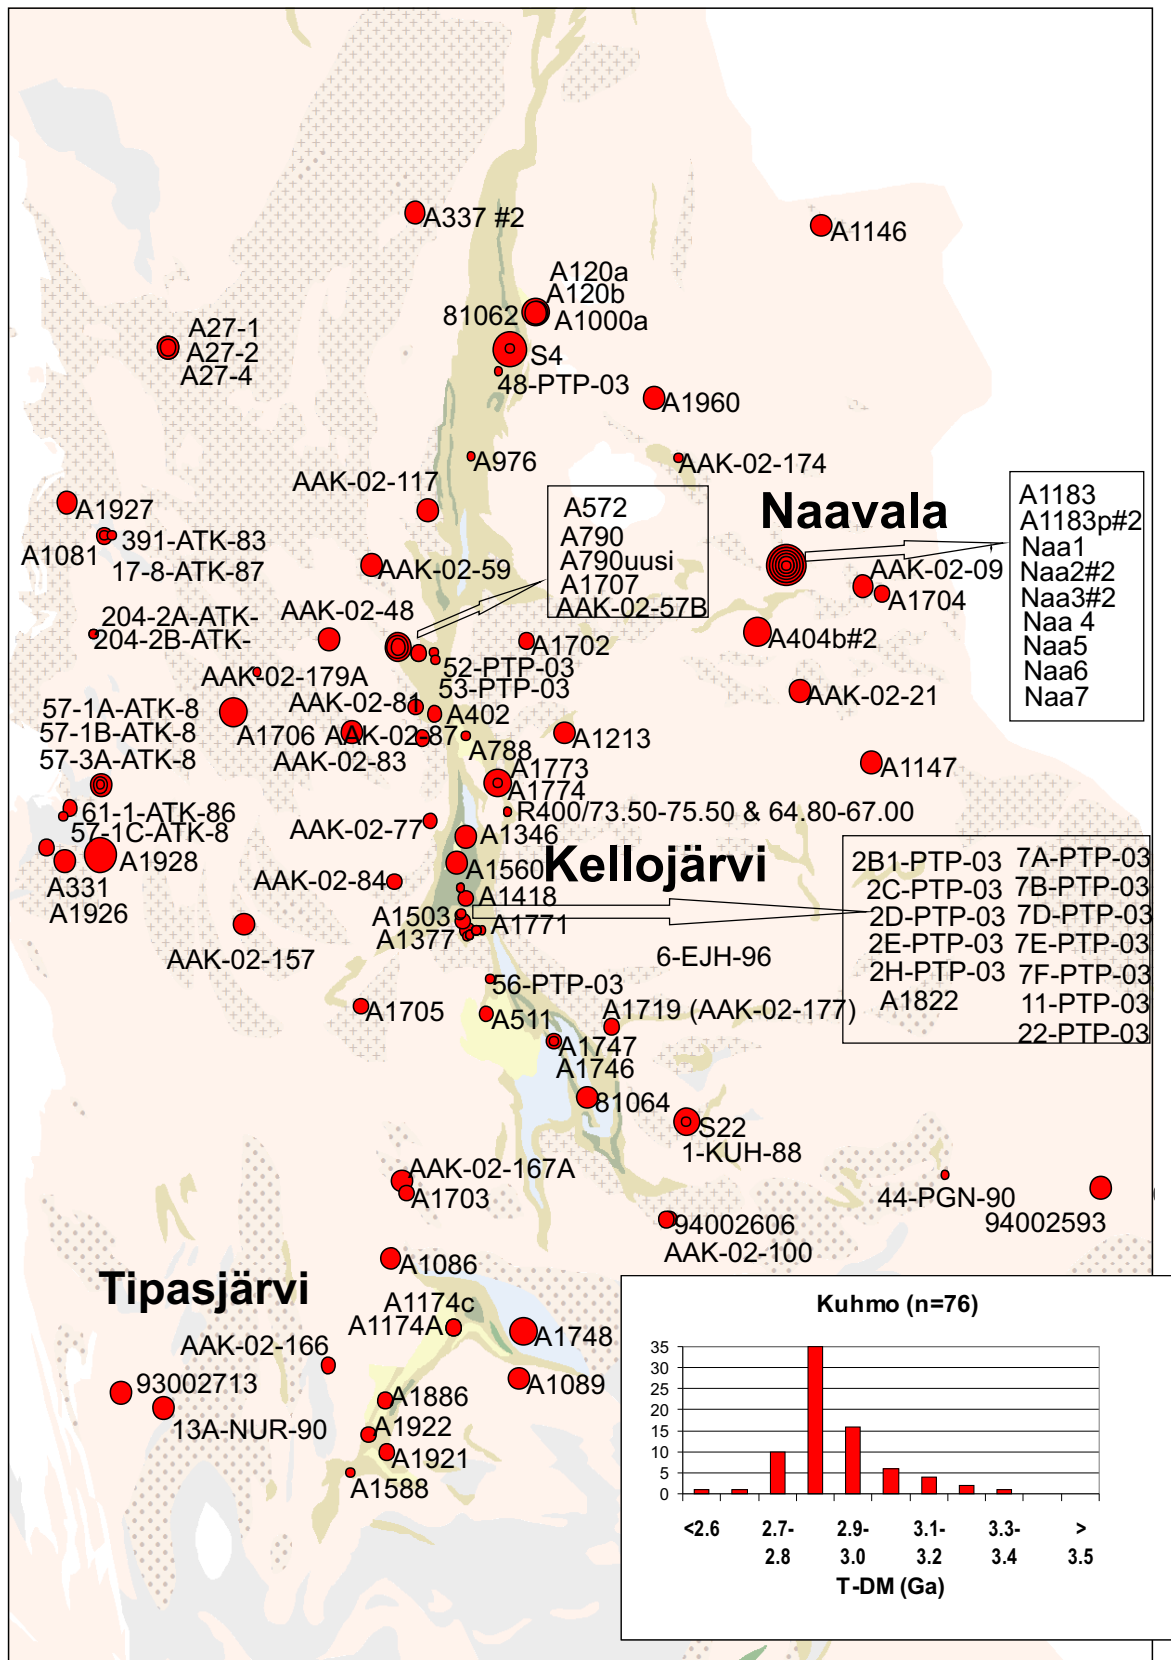 A337 #2
A1146
A120a
A120b
81062
A1000a
A27-1
A27-2
A27-4
S4
48-PTP-03
A1960
A976
AAK-02-174
AAK-02-117
A1927
A572
A790
A790uusi
A1707
AAK-02-57B
Naavala
A1183
A1183p#2
Naa1
Naa2#2
Naa3#2
Naa 4
Naa5
Naa6
Naa7
A1081
391-ATK-83
17-8-ATK-87
AAK-02-59
AAK-02-09
A1704
204-2A-ATK-
204-2B-ATK-
AAK-02-48
A1702
A404b#2
52-PTP-03
53-PTP-03
AAK-02-179A
AAK-02-81
AAK-02-21
57-1A-ATK-8
57-1B-ATK-8
57-3A-ATK-8
A1706
AAK-02-87
A402
AAK-02-83
A788
A1213
A1147
A1773
A1774
61-1-ATK-86
57-1C-ATK-8
R400/73.50-75.50 & 64.80-67.00
AAK-02-77
A1346
A1928
A1560
Kellojärvi
A331
A1926
AAK-02-84
A1418
2B1-PTP-03
2C-PTP-03
2D-PTP-03
2E-PTP-03
2H-PTP-03
A1822
7A-PTP-03
7B-PTP-03
7D-PTP-03
7E-PTP-03
7F-PTP-03
11-PTP-03
22-PTP-03
A1503
A1377
A1771
AAK-02-157
6-EJH-96
56-PTP-03
A1705
A511
A1719 (AAK-02-177)
A1747
A1746
81064
S22
1-KUH-88
AAK-02-167A
A1703
44-PGN-90
94002593
94002606
AAK-02-100
A1086
Tipasjärvi
A1174c
A1174A
A1748
AAK-02-166
A1089
93002713
13A-NUR-90
A1886
A1922
A1921
A1588
Kuhmo (n=76)
35
30
25
20
15
10
5
0
<2.6
2.7-
2.8
2.9-
3.0
3.1-
3.2
3.3-
3.4
>
3.5
T-DM (Ga)